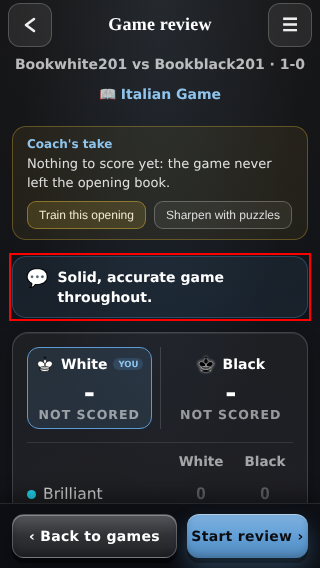 Game review
Bookwhite201 vs Bookblack201 · 1-0
📖 Italian Game
Coach's take
Nothing to score yet: the game never
left the opening book.
Train this opening
Sharpen with puzzles
💬 Solid, accurate game
throughout.
White YOU
-
NOT SCORED
Black
-
NOT SCORED
White Black
Brilliant 0 0
‹ Back to games
Start review ›